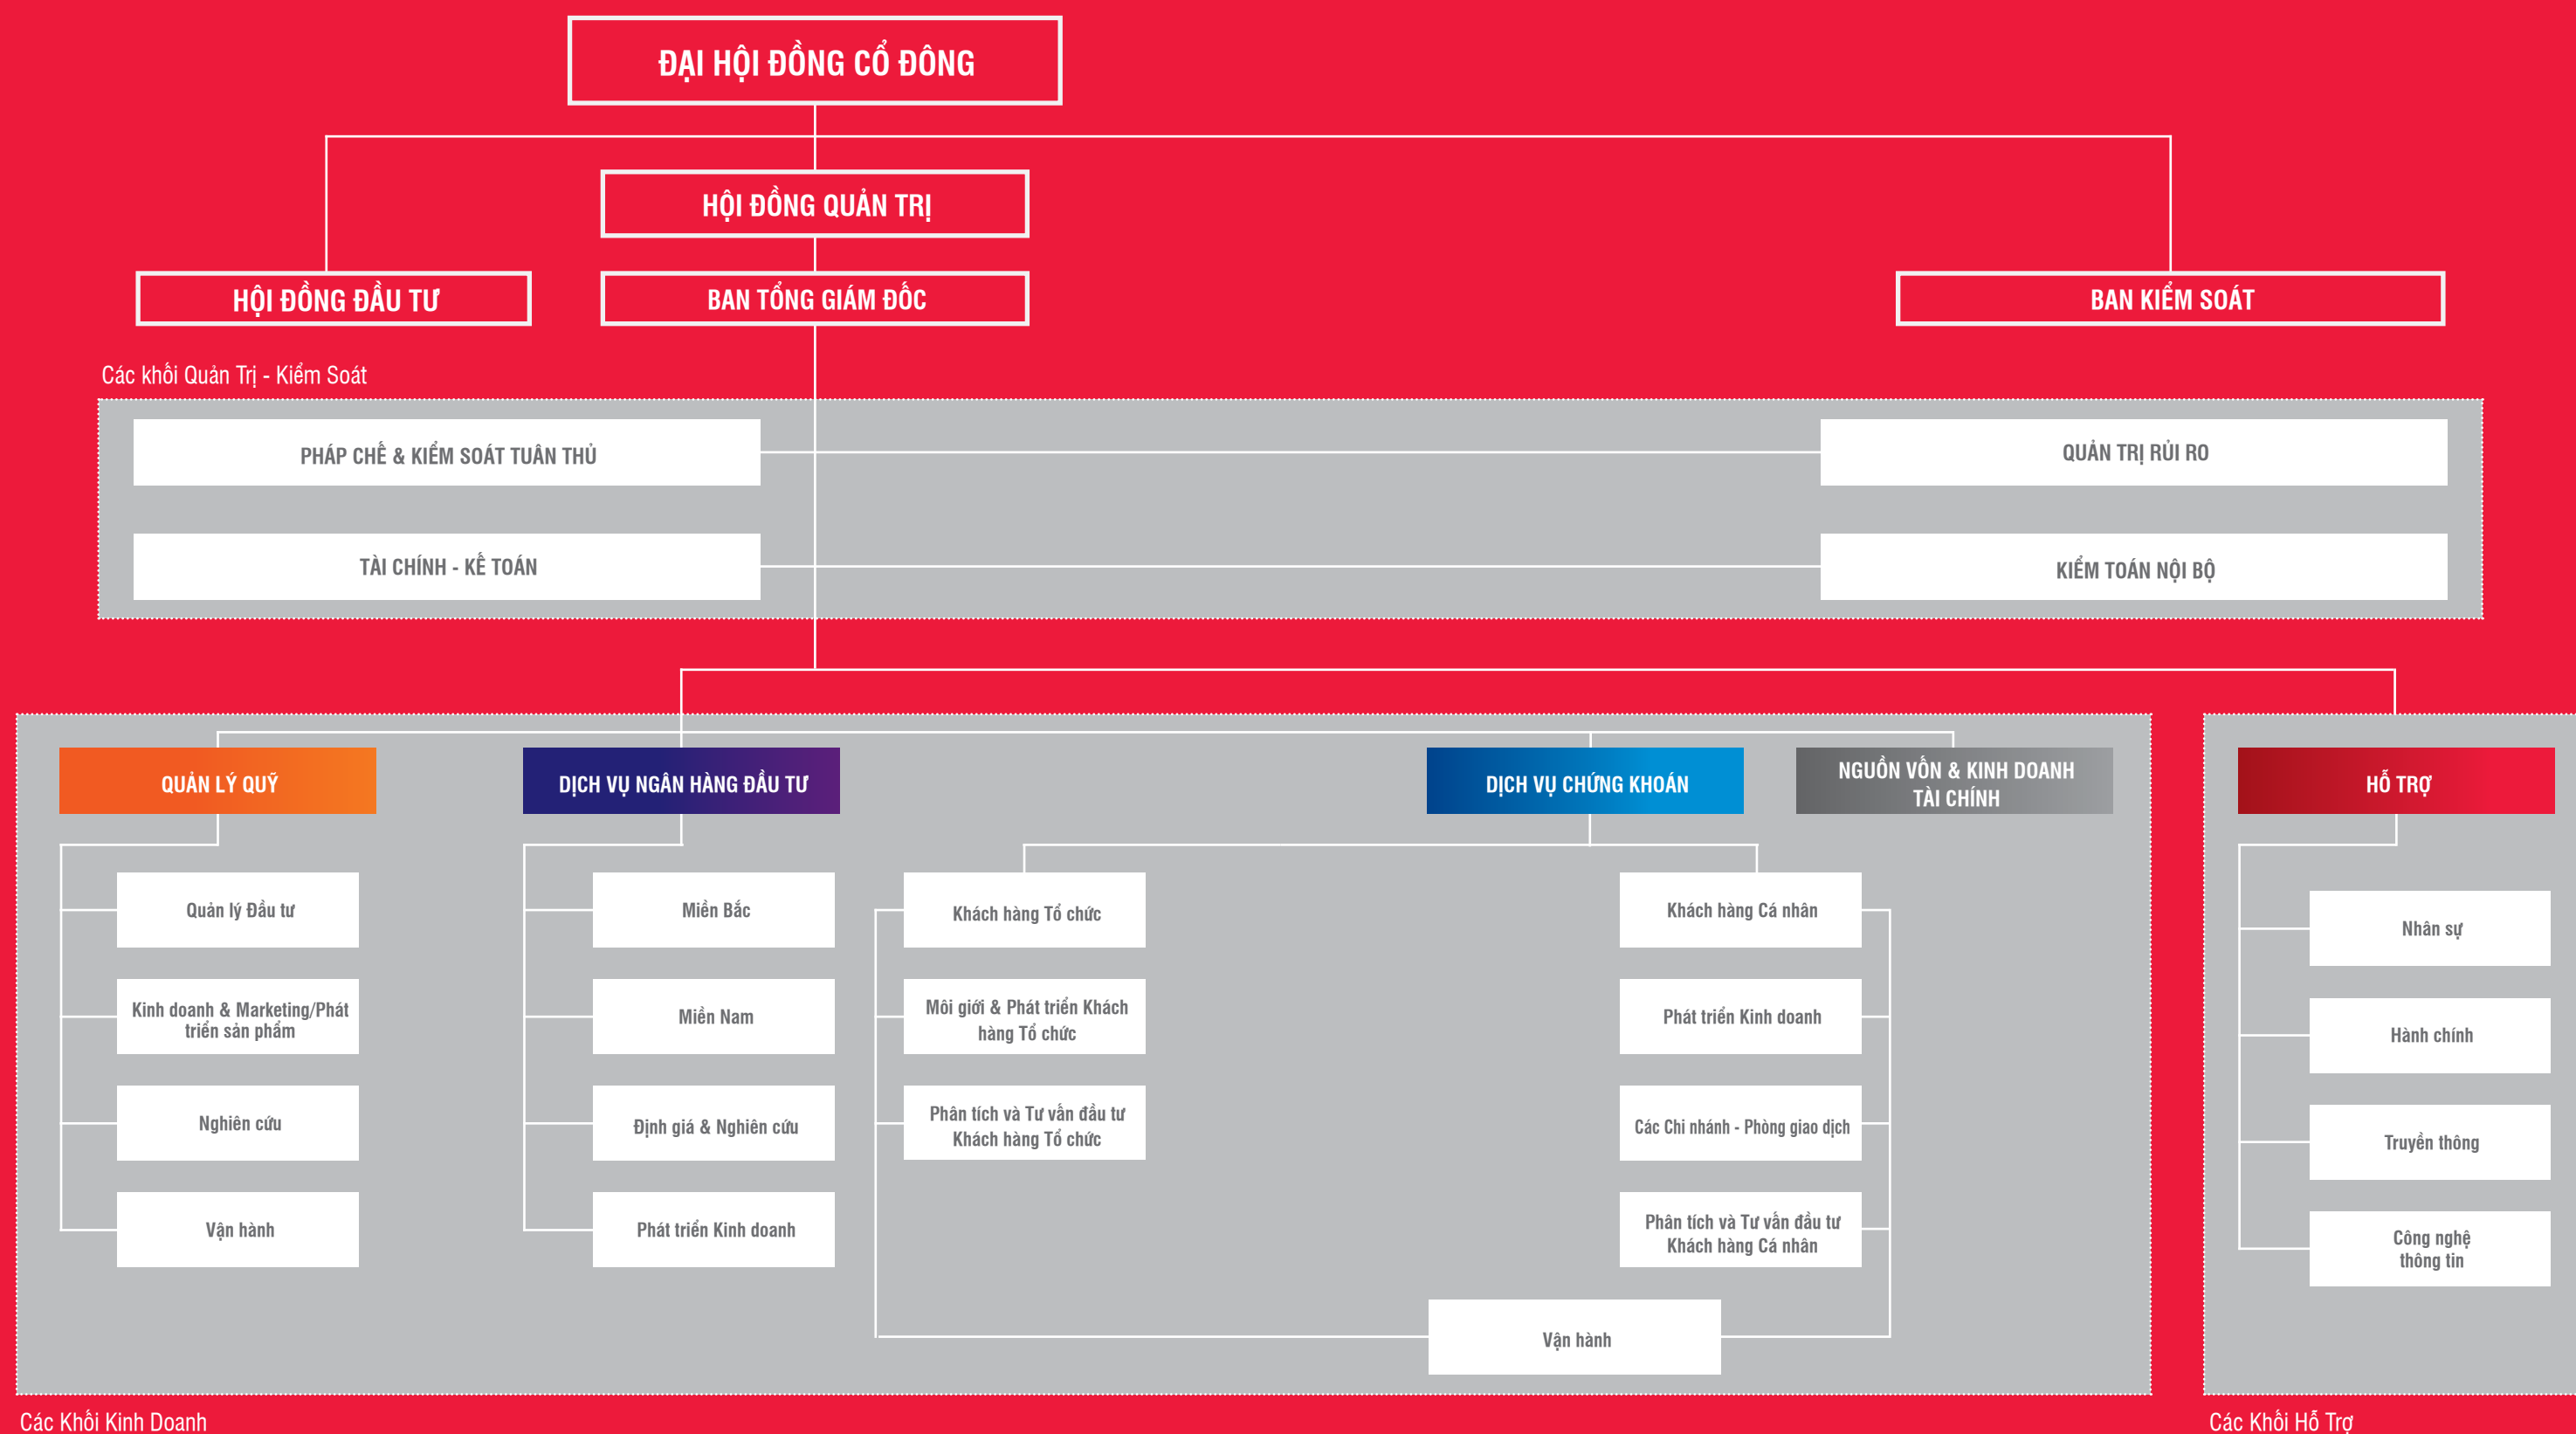 ĐẠI HỘI ĐỒNG CỔ ĐÔNG
HỘI ĐỒNG QUẢN TRỊ
HỘI ĐỒNG ĐẦU TƯ
BAN TỔNG GIÁM ĐỐC
BAN KIỂM SOÁT
Các khối Quản Trị - Kiểm Soát
PHÁP CHẾ & KIỂM SOÁT TUÂN THỦ
QUẢN TRỊ RỦI RO
TÀI CHÍNH - KẾ TOÁN
KIỂM TOÁN NỘI BỘ
QUẢN LÝ QUỸ
DỊCH VỤ NGÂN HÀNG ĐẦU TƯ
DỊCH VỤ CHỨNG KHOÁN
NGUỒN VỐN & KINH DOANH
TÀI CHÍNH
HỖ TRỢ
Quản lý Đầu tư
Kinh doanh & Marketing/Phát
triển sản phẩm
Nghiên cứu
Vận hành
Miền Bắc
Miền Nam
Định giá & Nghiên cứu
Phát triển Kinh doanh
Khách hàng Tổ chức
Môi giới & Phát triển Khách
hàng Tổ chức
Phân tích và Tư vấn đầu tư
Khách hàng Tổ chức
Khách hàng Cá nhân
Phát triển Kinh doanh
Các Chi nhánh - Phòng giao dịch
Phân tích và Tư vấn đầu tư
Khách hàng Cá nhân
Vận hành
Nhân sự
Hành chính
Truyền thông
Công nghệ
thông tin
Các Khối Kinh Doanh
Các Khối Hỗ Trợ